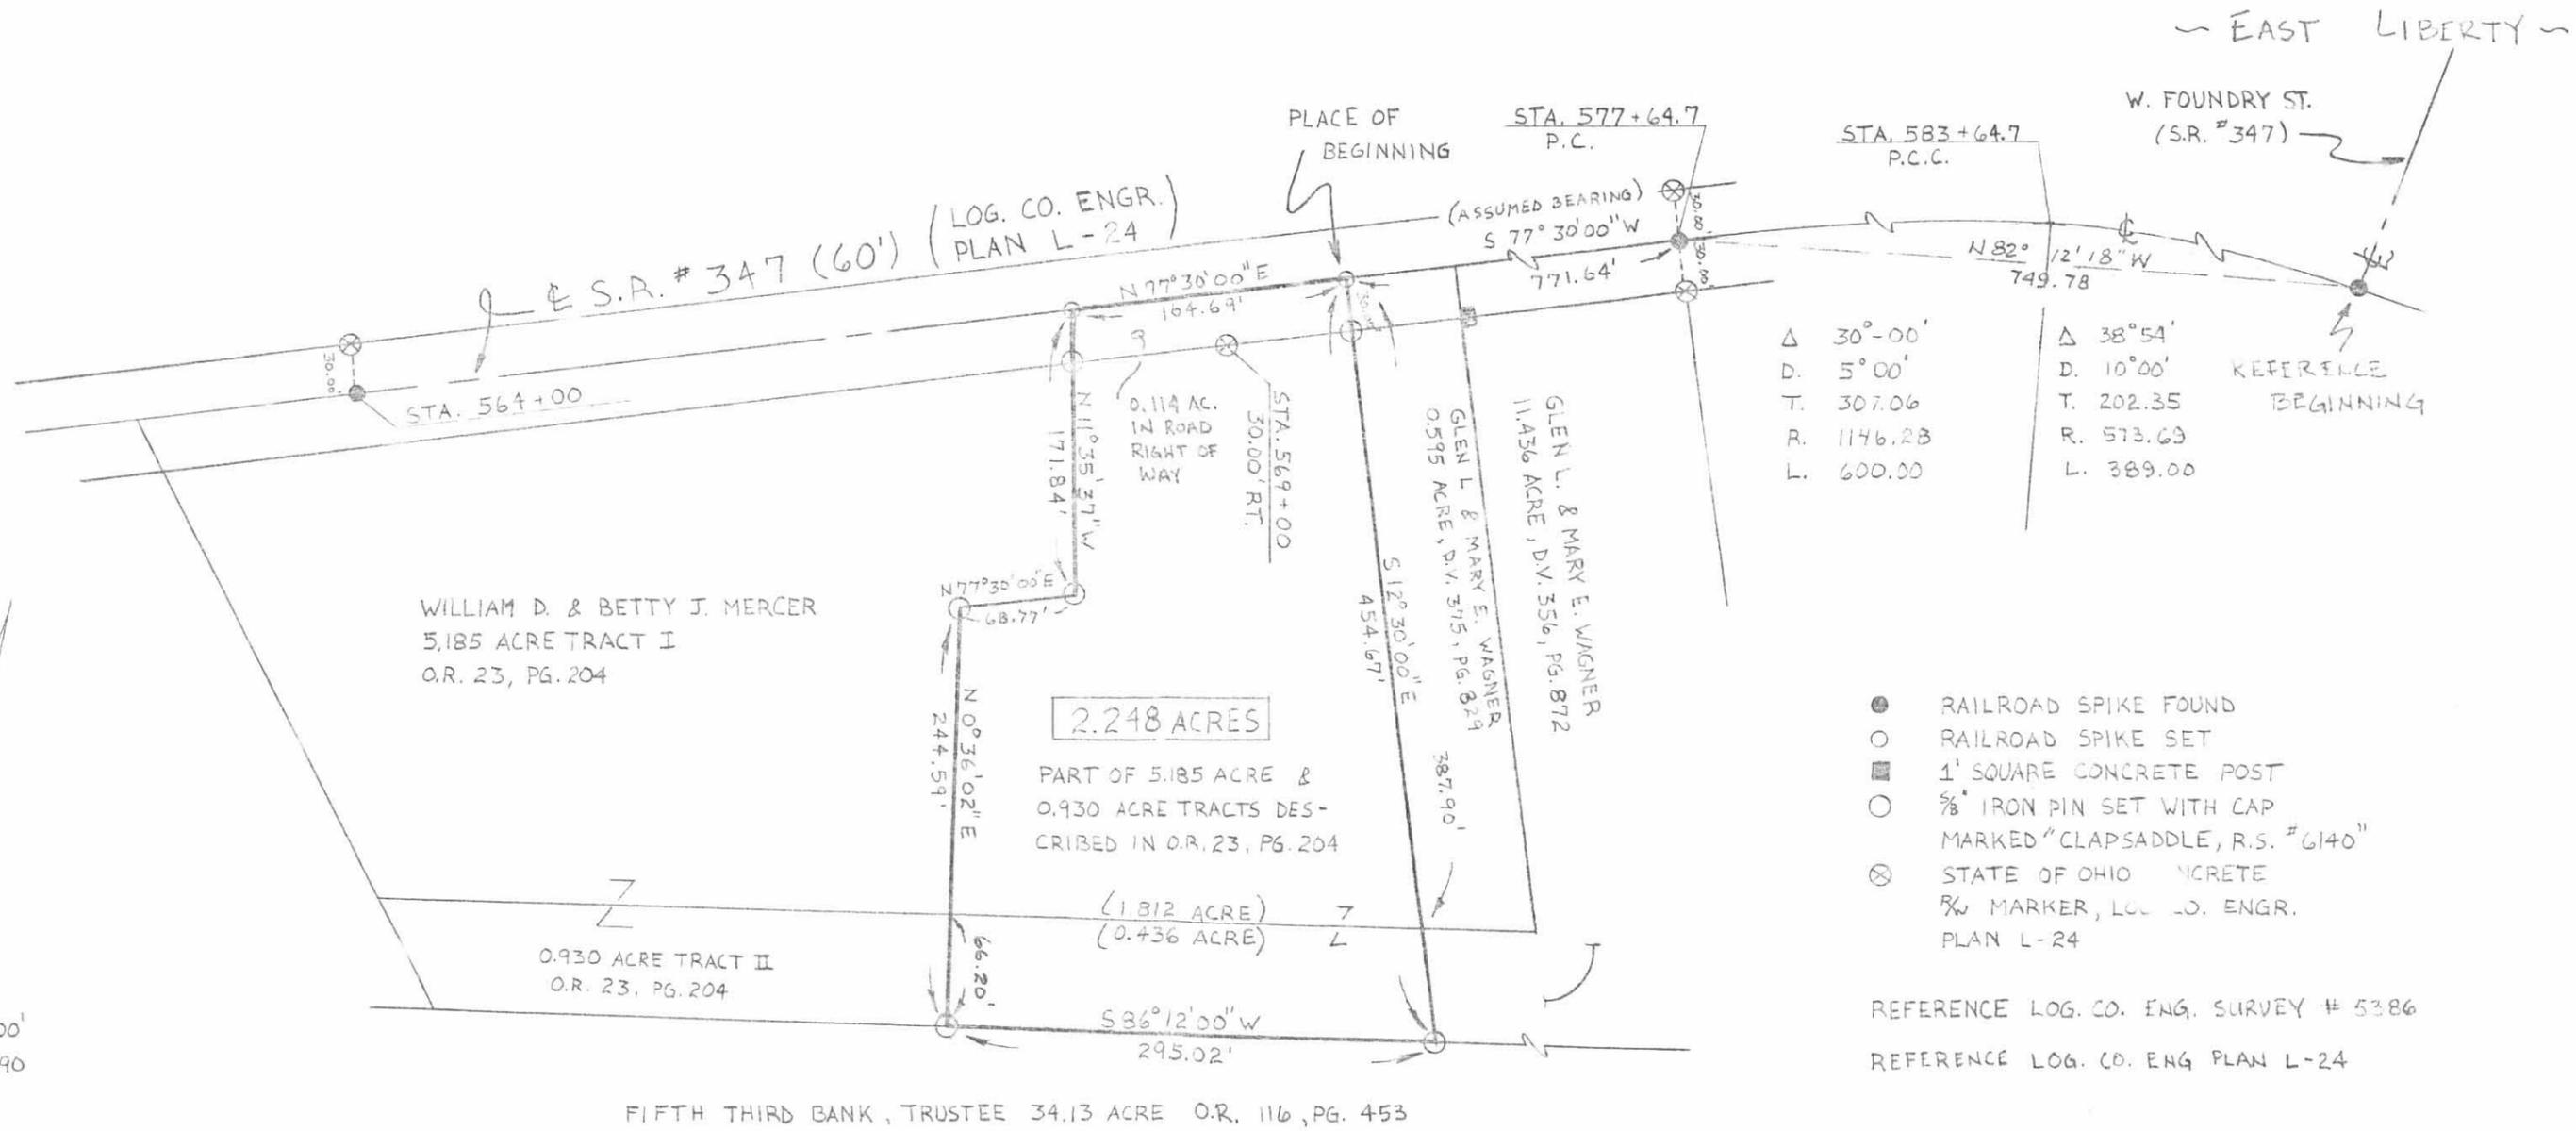 ~ EAST LIBERTY ~
W. FOUNDRY ST.
(S.R. #347)
PLACE OF
BEGINNING
STA. 577+64.7
P.C.
STA. 583+64.7
P.C.C.
(ASSUMED BEARING)
S 77° 30' 00" W
771.64'
30.00'
30.00'
N 82° 12' 18" W
749.78
℄
REFERENCE
BEGINNING
Δ 30°-00'
D. 5°00'
T. 307.06
R. 1146.28
L. 600.00
Δ 38°54'
D. 10°00'
T. 202.35
R. 573.69
L. 389.00
℄ S.R. # 347 (60')
(LOG. CO. ENGR.
PLAN L-24)
30.00'
STA. 564+00
N 77°30'00" E
164.69'
0.114 AC.
IN ROAD
RIGHT OF
WAY
STA. 569+00
30.00' RT.
N 11° 35' 37" W
171.84'
N 77°30'00" E
68.77'
N 0° 36' 02" E
244.59'
66.20'
S 12° 30' 00" E
454.67'
387.90'
GLEN L & MARY E. WAGNER
0.595 ACRE, D.V. 375, PG. 829
GLEN L. & MARY E. WAGNER
11.436 ACRE, D.V. 356, PG. 872
WILLIAM D. & BETTY J. MERCER
5.185 ACRE TRACT I
O.R. 23, PG. 204
2.248 ACRES
PART OF 5.185 ACRE &
0.930 ACRE TRACTS DES-
CRIBED IN O.R. 23, PG. 204
(1.812 ACRE)
(0.436 ACRE)
0.930 ACRE TRACT II
O.R. 23, PG. 204
S 86° 12' 00" W
295.02'
FIFTH THIRD BANK, TRUSTEE 34.13 ACRE O.R. 116, PG. 453
RAILROAD SPIKE FOUND
RAILROAD SPIKE SET
1' SQUARE CONCRETE POST
5/8" IRON PIN SET WITH CAP
MARKED "CLAPSADDLE, R.S. #6140"
STATE OF OHIO
R/W MARKER, ENGR.
PLAN L-24
REFERENCE LOG. CO. ENG. SURVEY # 5386
REFERENCE LOG. CO. ENG PLAN L-24
00'
90